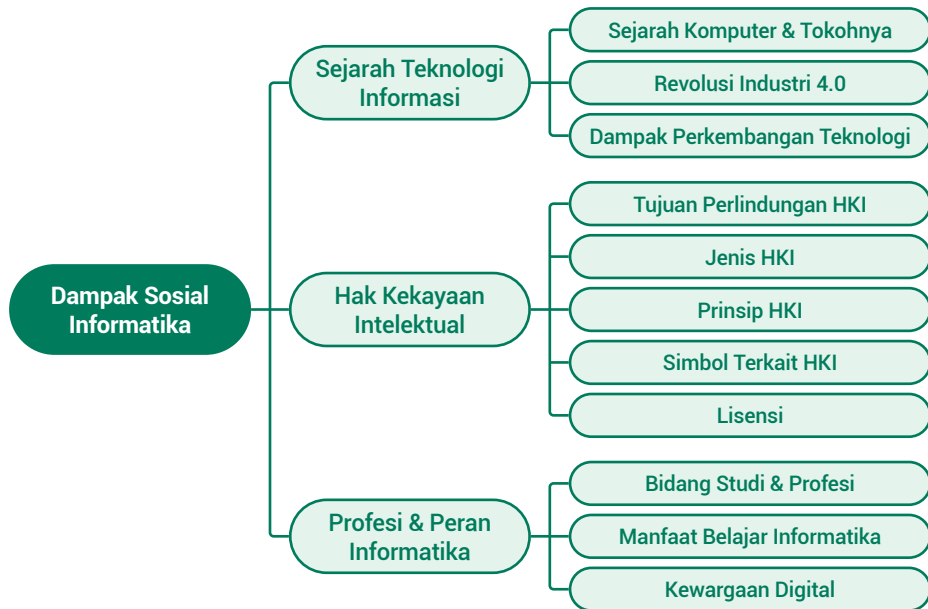 Dampak Sosial
Informatika
Sejarah Teknologi
Informasi
Sejarah Komputer & Tokohnya
Revolusi Industri 4.0
Dampak Perkembangan Teknologi
Hak Kekayaan
Intelektual
Tujuan Perlindungan HKI
Jenis HKI
Prinsip HKI
Simbol Terkait HKI
Lisensi
Profesi & Peran
Informatika
Bidang Studi & Profesi
Manfaat Belajar Informatika
Kewargaan Digital